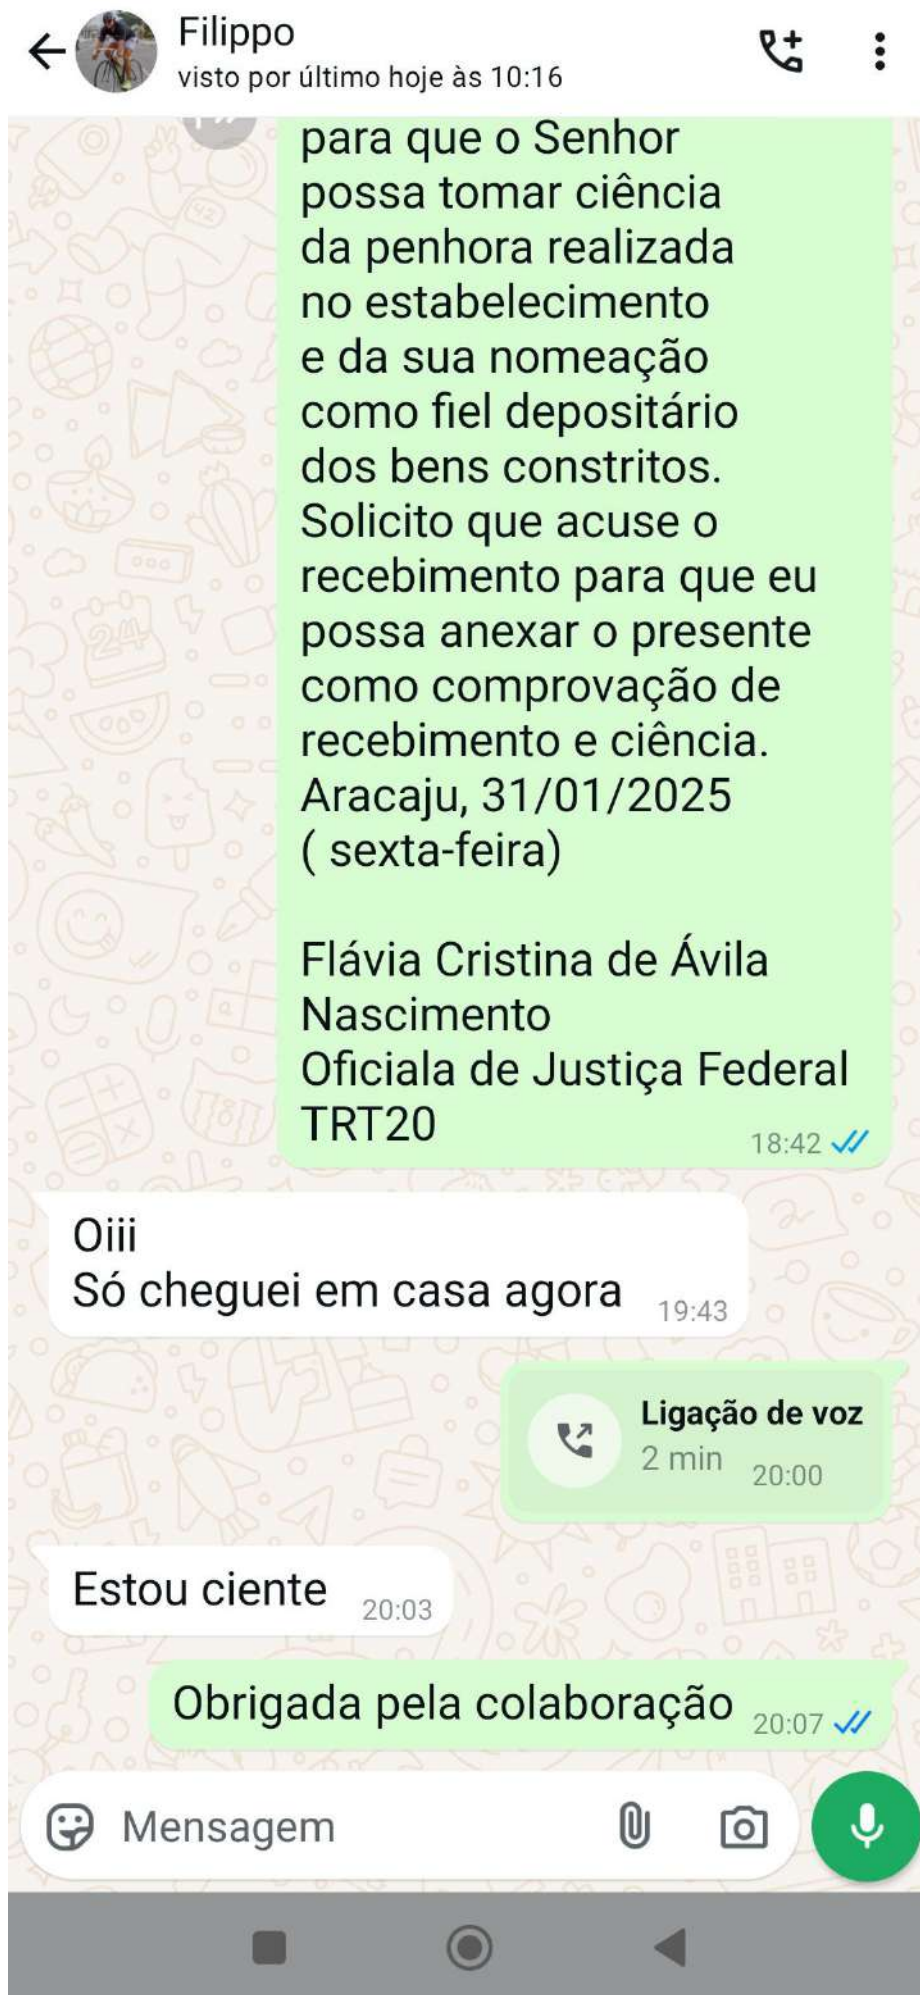 Filippo
visto por último hoje às 10:16
para que o Senhor
possa tomar ciência
da penhora realizada
no estabelecimento
e da sua nomeação
como fiel depositário
dos bens constritos.
Solicito que acuse o
recebimento para que eu
possa anexar o presente
como comprovação de
recebimento e ciência.
Aracaju, 31/01/2025
( sexta-feira)
Flávia Cristina de Ávila
Nascimento
Oficiala de Justiça Federal
TRT20
18:42
Oiii
Só cheguei em casa agora
19:43
Ligação de voz
2 min 20:00
Estou ciente 20:03
Obrigada pela colaboração 20:07
Mensagem